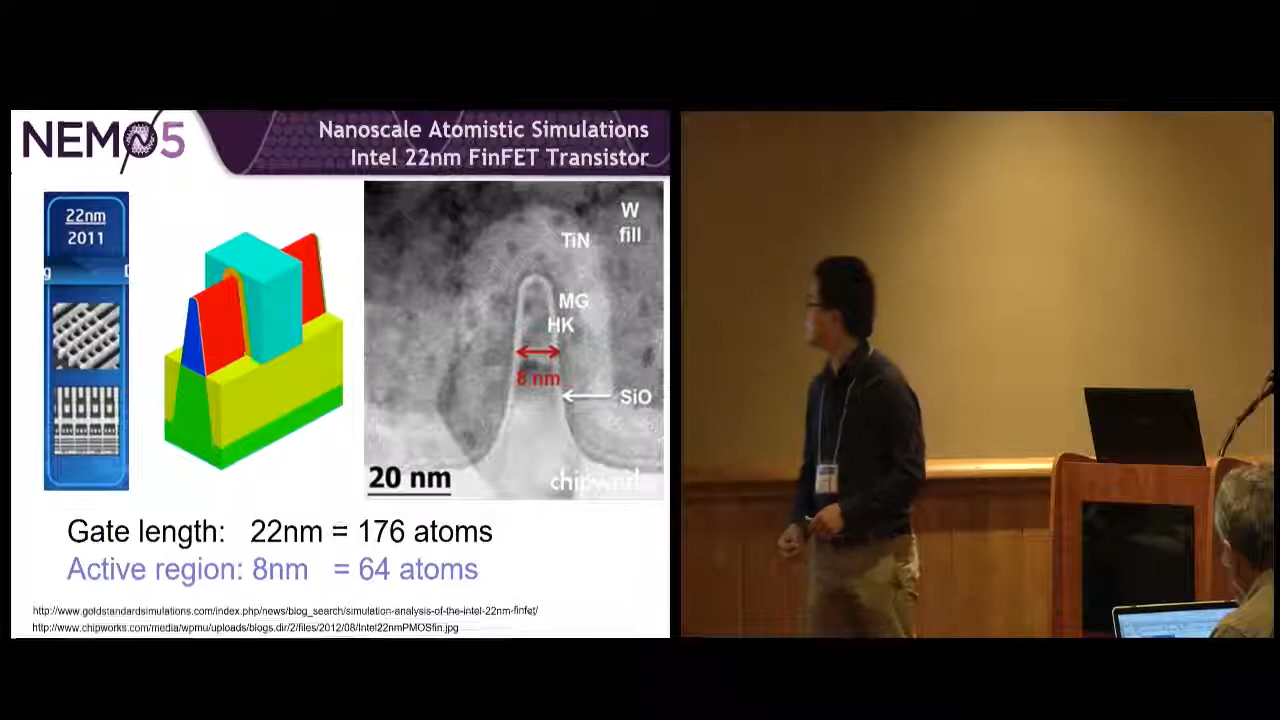 NEMO5
Nanoscale Atomistic Simulations
Intel 22nm FinFET Transistor
22nm
2011
g
W
fill
TiN
MG
HK
8 nm
SiO
20 nm
chipworks
Gate length: 22nm = 176 atoms
Active region: 8nm = 64 atoms
http://www.goldstandardsimulations.com/index.php/news/blog_search/simulation-analysis-of-the-intel-22nm-finfet/
http://www.chipworks.com/media/wpmu/uploads/blogs.dir/2/files/2012/08/Intel22nmPMOSfin.jpg